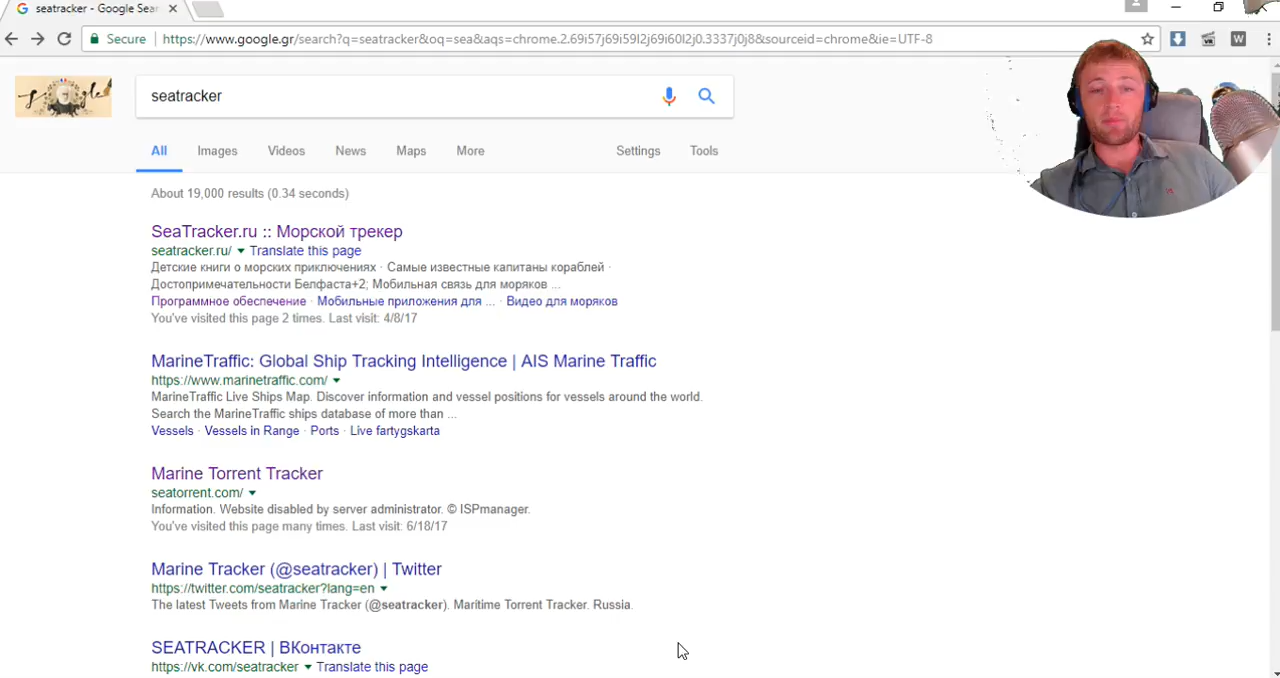 seatracker - Google Sear
Secure
https://www.google.gr/search?q=seatracker&oq=sea&aqs=chrome.2.69i57j69i59l2j69i60l2j0.3337j0j8&sourceid=chrome&ie=UTF-8
seatracker
All Images Videos News Maps More Settings Tools
About 19,000 results (0.34 seconds)
SeaTracker.ru :: Морской трекер
seatracker.ru/ Translate this page
Детские книги о морских приключениях · Самые известные капитаны кораблей ·
Достопримечательности Белфаста+2; Мобильная связь для моряков ...
Программное обеспечение · Мобильные приложения для ... · Видео для моряков
You've visited this page 2 times. Last visit: 4/8/17
MarineTraffic: Global Ship Tracking Intelligence | AIS Marine Traffic
https://www.marinetraffic.com/
MarineTraffic Live Ships Map. Discover information and vessel positions for vessels around the world.
Search the MarineTraffic ships database of more than ...
Vessels · Vessels in Range · Ports · Live fartygskarta
Marine Torrent Tracker
seatorrent.com/
Information. Website disabled by server administrator. © ISPmanager.
You've visited this page many times. Last visit: 6/18/17
Marine Tracker (@seatracker) | Twitter
https://twitter.com/seatracker?lang=en
The latest Tweets from Marine Tracker (@seatracker). Maritime Torrent Tracker. Russia.
SEATRACKER | ВКонтакте
https://vk.com/seatracker Translate this page